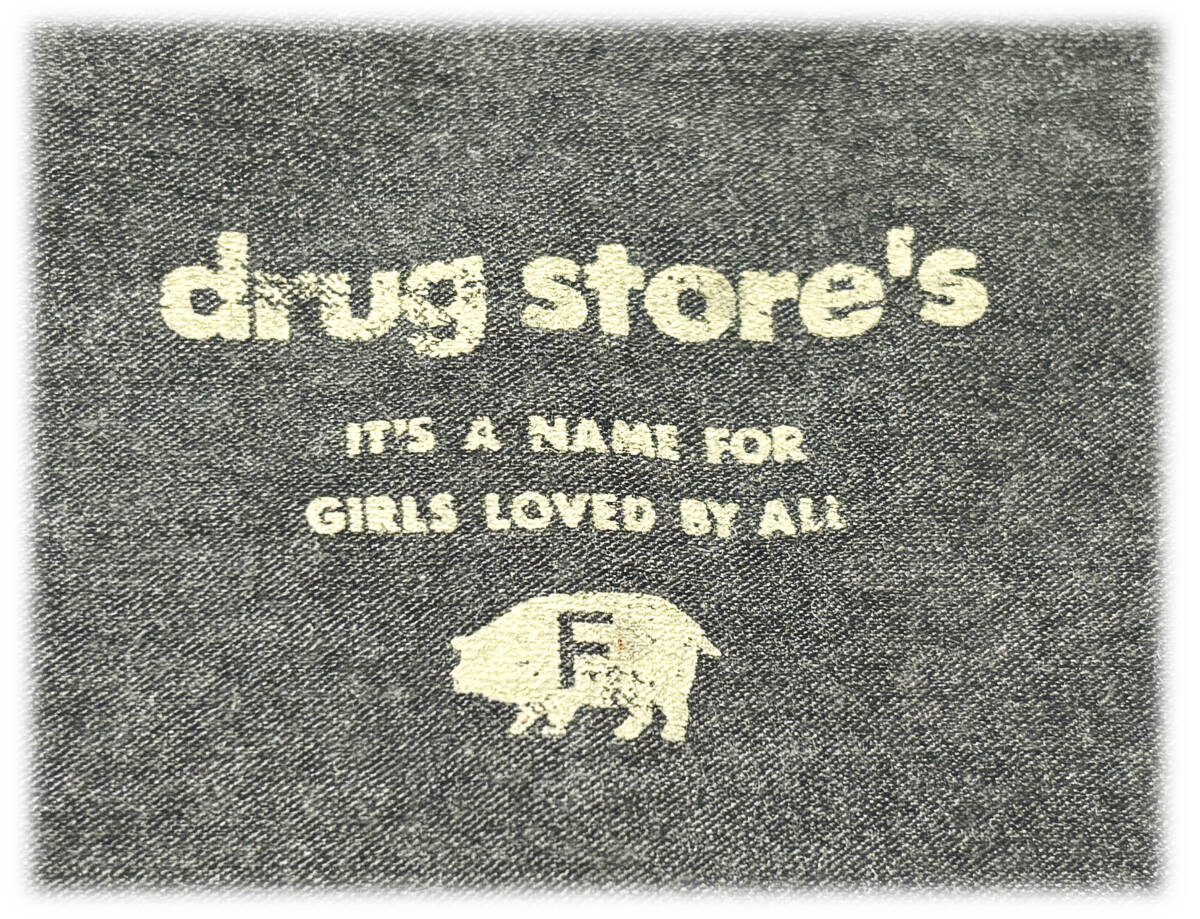 drug store's
IT'S A NAME FOR
GIRLS LOVED BY ALL
F